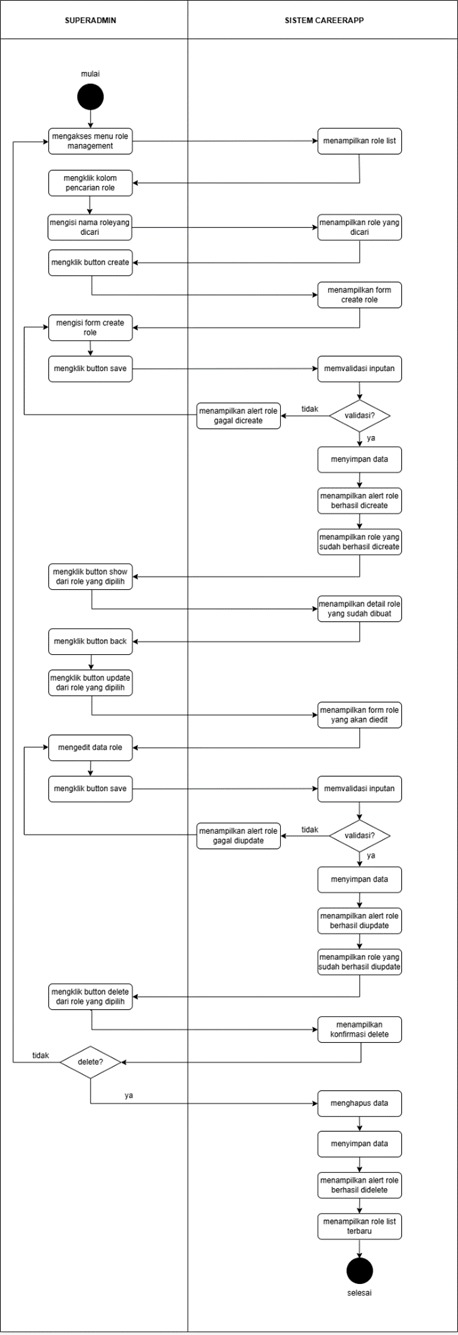 SUPERADMIN
SISTEM CAREERAPP
mulai
mengakses menu role
management
menampilkan role list
mengklik kolom
pencarian role
mengisi nama roleyang
dicari
menampilkan role yang
dicari
mengklik button create
menampilkan form
create role
mengisi form create
role
mengklik button save
memvalidasi inputan
validasi?
tidak
menampilkan alert role
gagal dicreate
ya
menyimpan data
menampilkan alert role
berhasil dicreate
menampilkan role yang
sudah berhasil dicreate
mengklik button show
dari role yang dipilih
menampilkan detail role
yang sudah dibuat
mengklik button back
mengklik button update
dari role yang dipilih
menampilkan form role
yang akan diedit
mengedit data role
mengklik button save
memvalidasi inputan
validasi?
tidak
menampilkan alert role
gagal diupdate
ya
menyimpan data
menampilkan alert role
berhasil diupdate
menampilkan role yang
sudah berhasil diupdate
mengklik button delete
dari role yang dipilih
menampilkan
konfirmasi delete
tidak
delete?
ya
menghapus data
menyimpan data
menampilkan alert role
berhasil didelete
menampilkan role list
terbaru
selesai